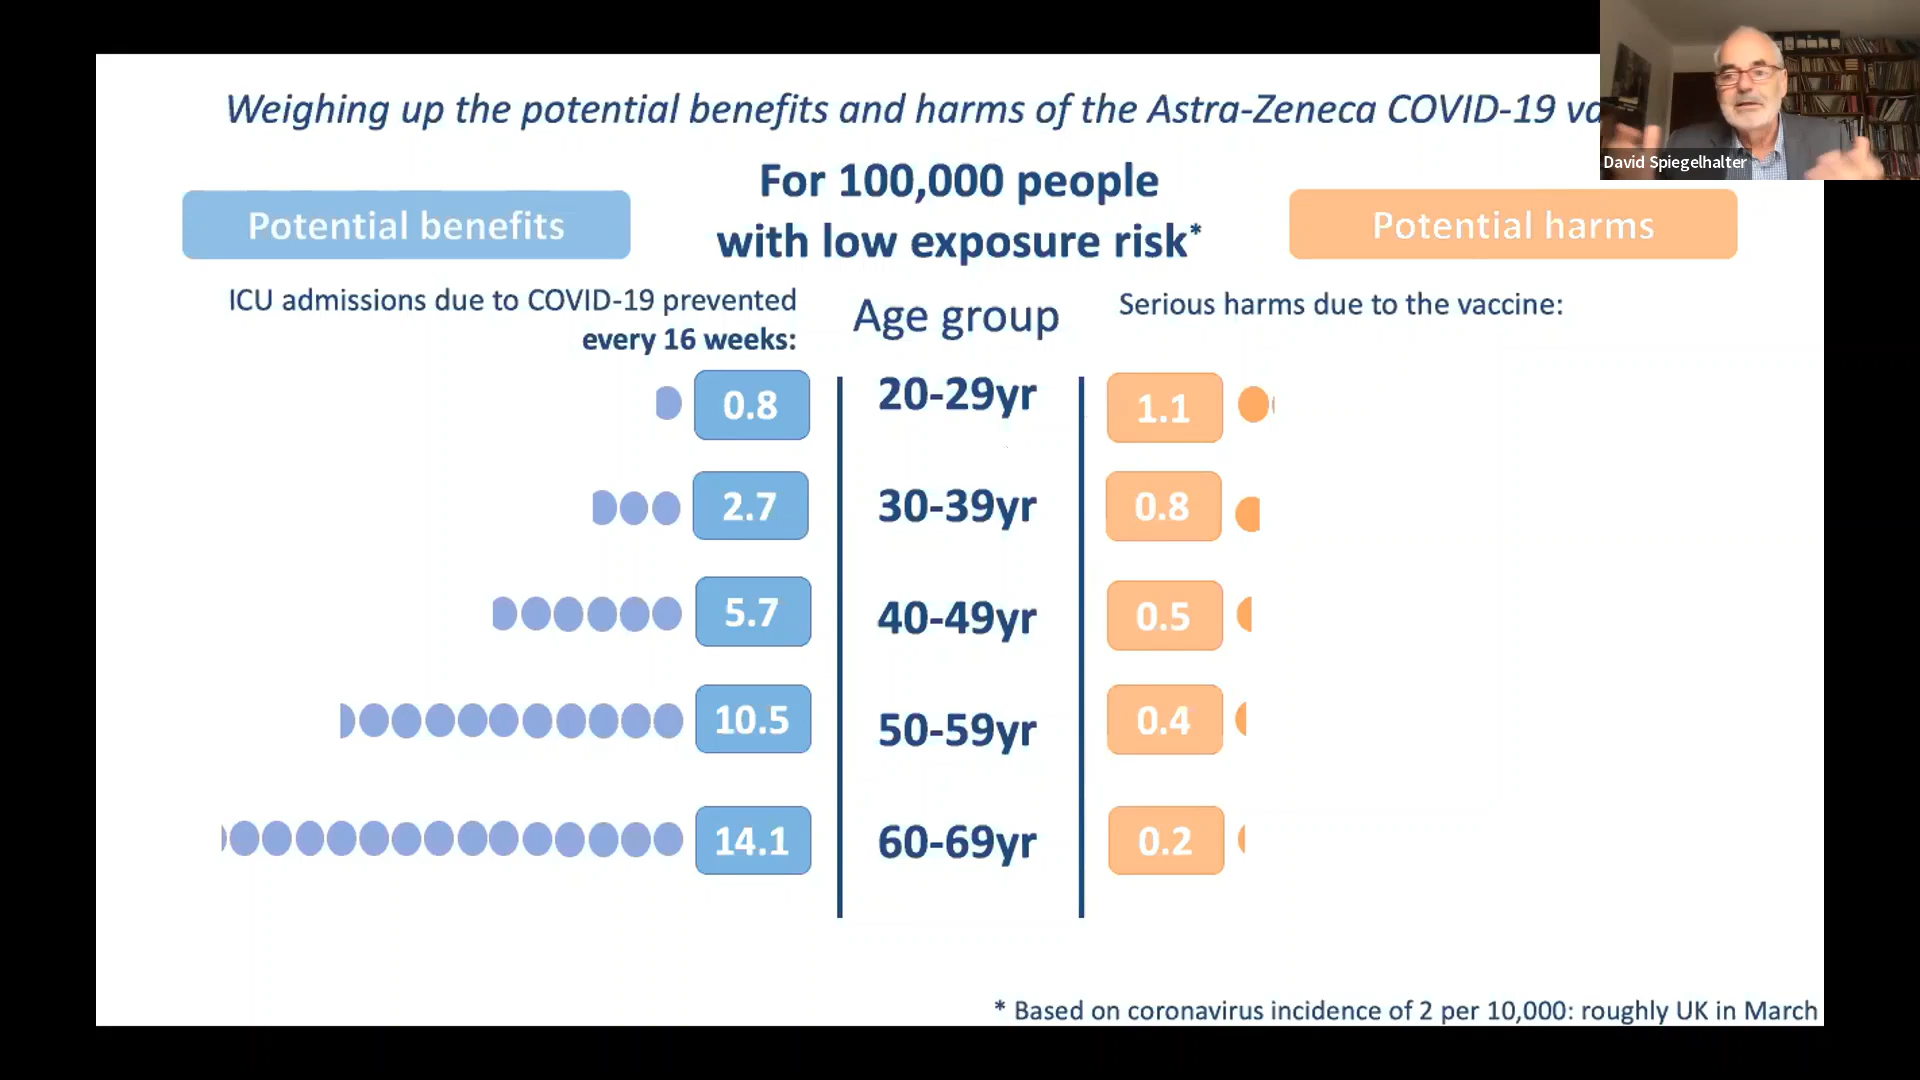 Weighing up the potential benefits and harms of the Astra-Zeneca COVID-19
David Spiegelhalter
For 100,000 people
with low exposure risk*
Potential benefits
Potential harms
ICU admissions due to COVID-19 prevented
every 16 weeks:
Age group
Serious harms due to the vaccine:
0.8 20-29yr 1.1
2.7 30-39yr 0.8
5.7 40-49yr 0.5
10.5 50-59yr 0.4
14.1 60-69yr 0.2
* Based on coronavirus incidence of 2 per 10,000: roughly UK in March